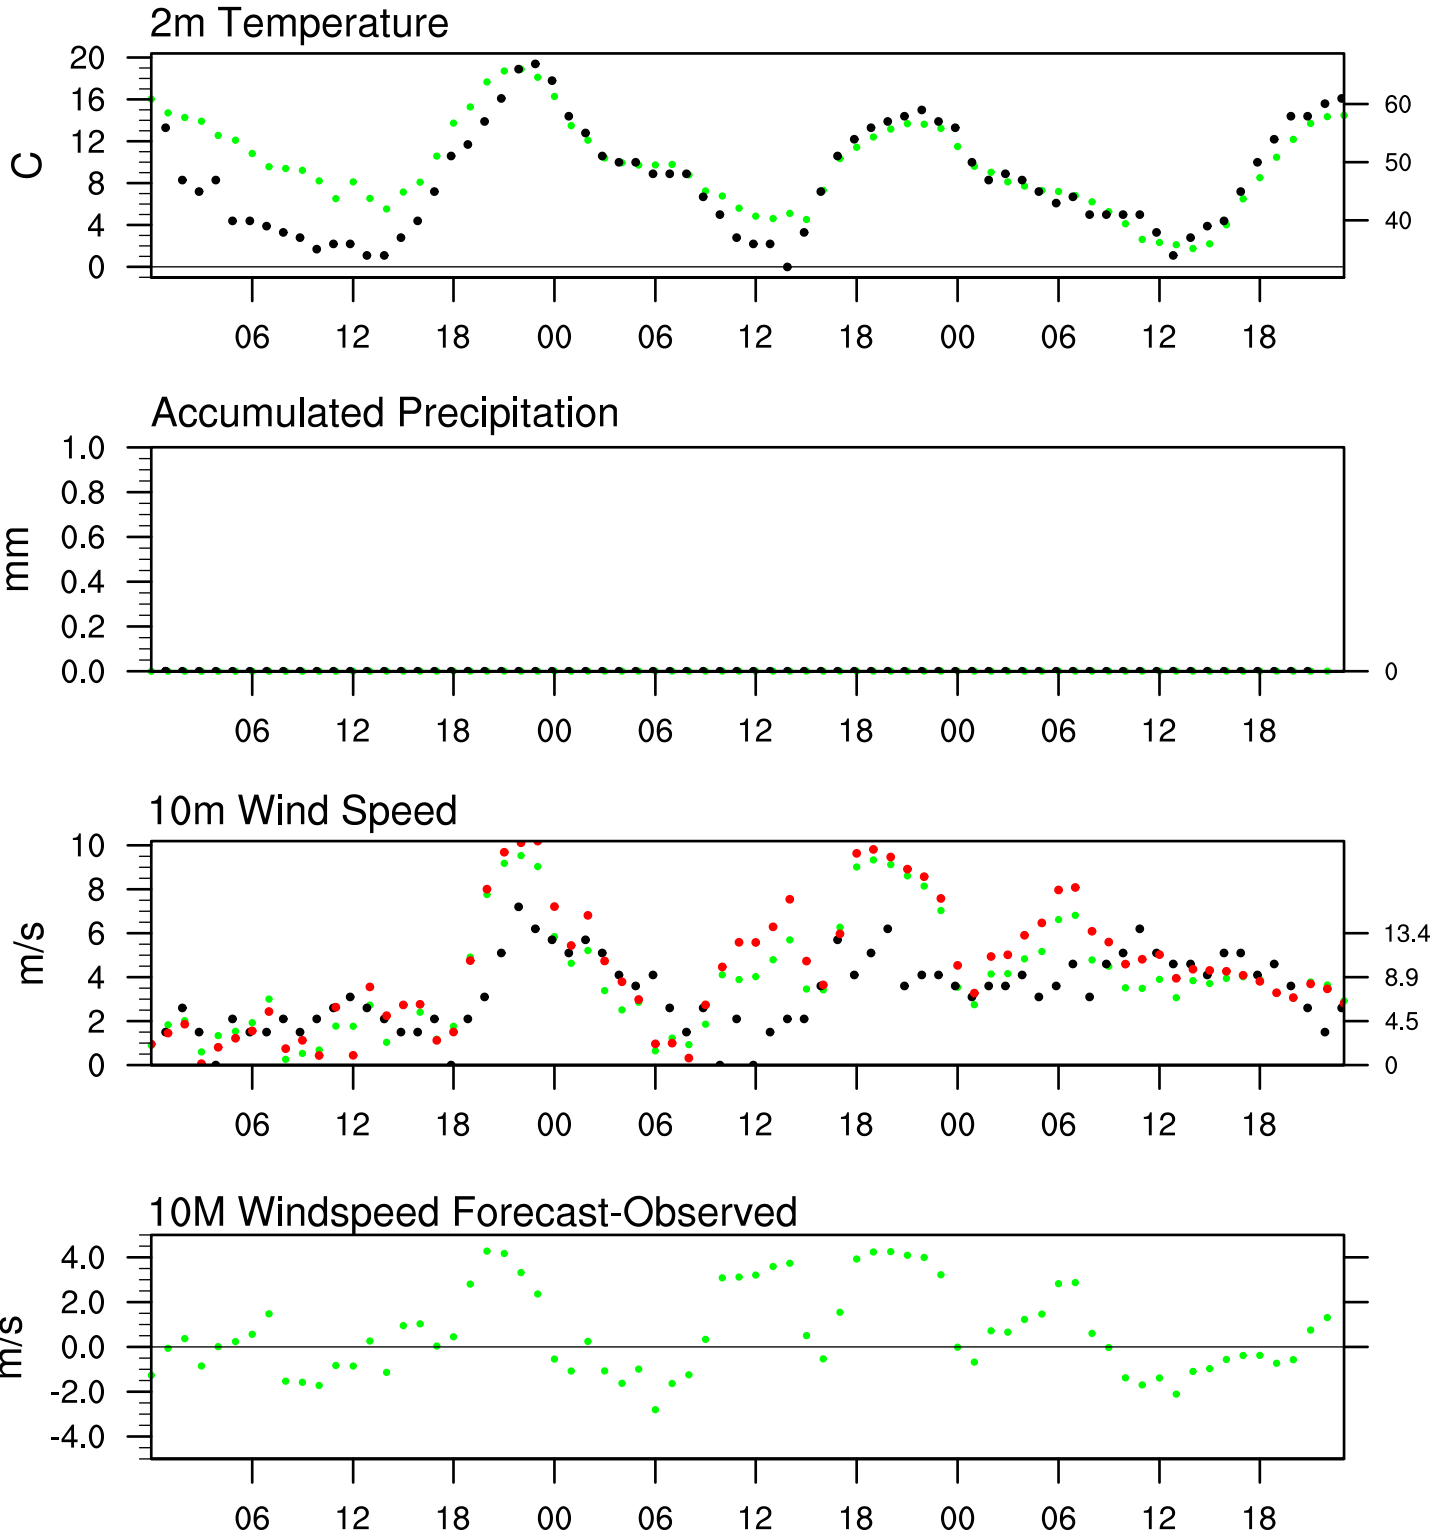 2m Temperature
20
16
12
8
4
0
C
60
50
40
06 12 18 00 06 12 18 00 06 12 18
Accumulated Precipitation
1.0
0.8
0.6
0.4
0.2
0.0
mm
0
06 12 18 00 06 12 18 00 06 12 18
10m Wind Speed
10
8
6
4
2
0
m/s
13.4
8.9
4.5
0
06 12 18 00 06 12 18 00 06 12 18
10M Windspeed Forecast-Observed
4.0
2.0
0.0
-2.0
-4.0
m/s
06 12 18 00 06 12 18 00 06 12 18